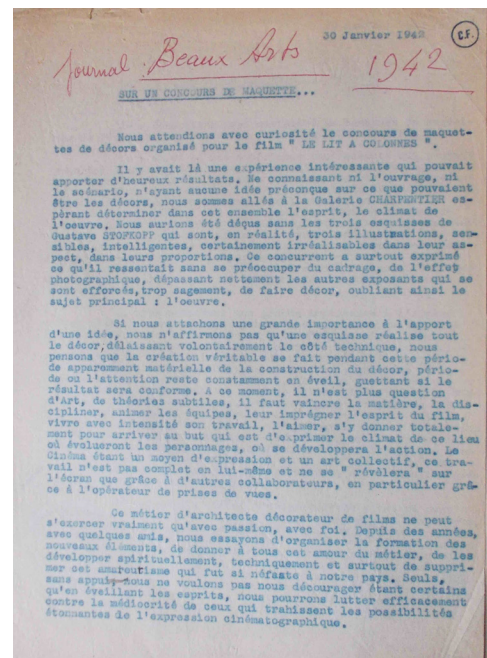 30 Janvier 1942
C.F.
Journal : Beaux Arts
1942
SUR UN CONCOURS DE MAQUETTE...
Nous attendions avec curiosité le concours de maquet-
tes de décors organisé pour le film " LE LIT A COLONNES ".
Il y avait là une expérience intéressante qui pouvait
apporter d'heureux résultats. Ne connaissant ni l'ouvrage, ni
le scénario, n'ayant aucune idée préconçue sur ce que pouvaient
être les décors, nous sommes allés à la Galerie CHARPENTIER es-
pérant déterminer dans cet ensemble l'esprit, le climat de
l'oeuvre. Nous aurions été déçus sans les trois esquisses de
Gustave STOPKOPF qui sont, en réalité, trois illustrations, sen-
sibles, intelligentes, certainement irréalisables dans leur as-
pect, dans leurs proportions. Ce concurrent a surtout exprimé
ce qu'il ressentait sans se préoccuper du cadrage, de l'effet
photographique, dépassant nettement les autres exposants qui se
sont efforcés, trop sagement, de faire décor, oubliant ainsi le
sujet principal : l'oeuvre.
Si nous attachons une grande importance à l'apport
d'une idée, nous n'affirmons pas qu'une esquisse réalise tout
le décor, délaissant volontairement le côté technique, nous
pensons que la création véritable se fait pendant cette pério-
de apparemment matérielle de la construction du décor, pério-
de ou l'attention reste constamment en éveil, guettant si le
résultat sera conforme. A ce moment, il n'est plus question
d'Art, de théories subtiles, il faut vaincre la matière, la dis-
cipliner, animer les équipes, leur imprégner l'esprit du film,
vivre avec intensité son travail, l'aimer, s'y donner totale-
ment pour arriver au but qui est d'exprimer le climat de ce lieu
où évolueront les personnages, où se développera l'action. Le
Cinéma étant un moyen d'expression et un art collectif, ce tra-
vail n'est pas complet en lui-même et ne se " révèlera " sur
l'écran que grâce à d'autres collaborateurs, en particulier grâ-
ce à l'opérateur de prises de vues.
Ce métier d'architecte décorateur de films ne peut
s'exercer vraiment qu'avec passion, avec foi. Depuis des années,
avec quelques amis, nous essayons d'organiser la formation des
nouveaux éléments, de donner à tous cet amour du métier, de les
développer spirituellement, techniquement et surtout de suppri-
mer cet amateurisme qui fut si néfaste à notre pays. Seuls,
sans appui, nous ne voulons pas nous décourager étant certains
qu'en éveillant les esprits, nous pourrons lutter efficacement
contre la médiocrité de ceux qui trahissent les possibilités
étonnantes de l'expression cinématographique.